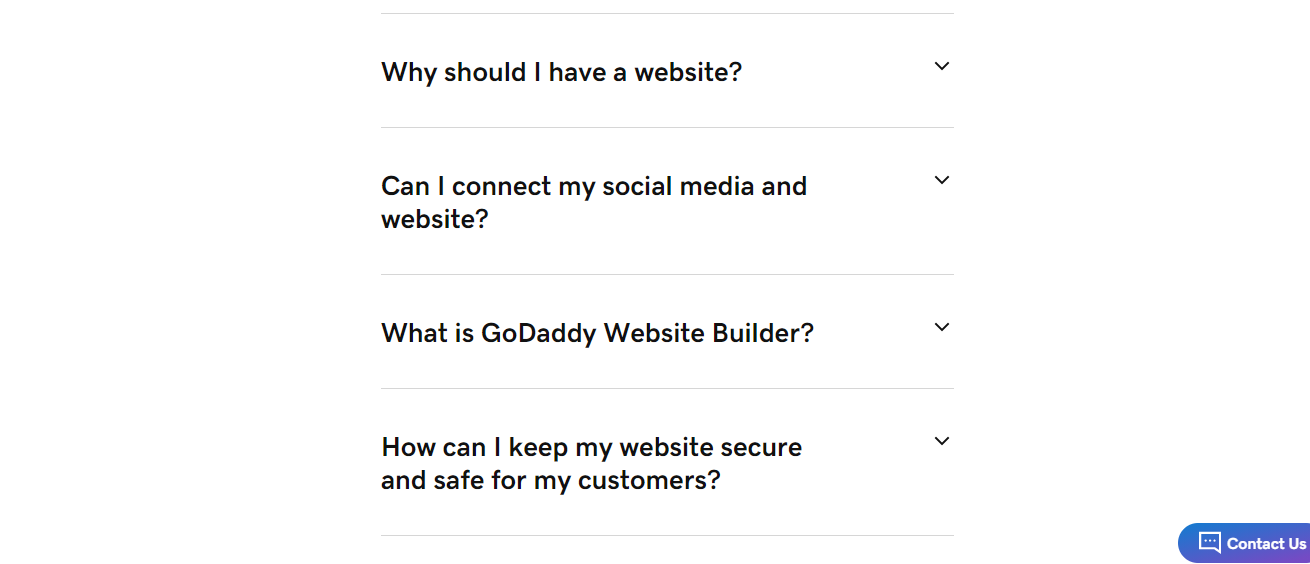 Why should I have a website?
Can I connect my social media and
website?
What is GoDaddy Website Builder?
How can I keep my website secure
and safe for my customers?
Contact Us